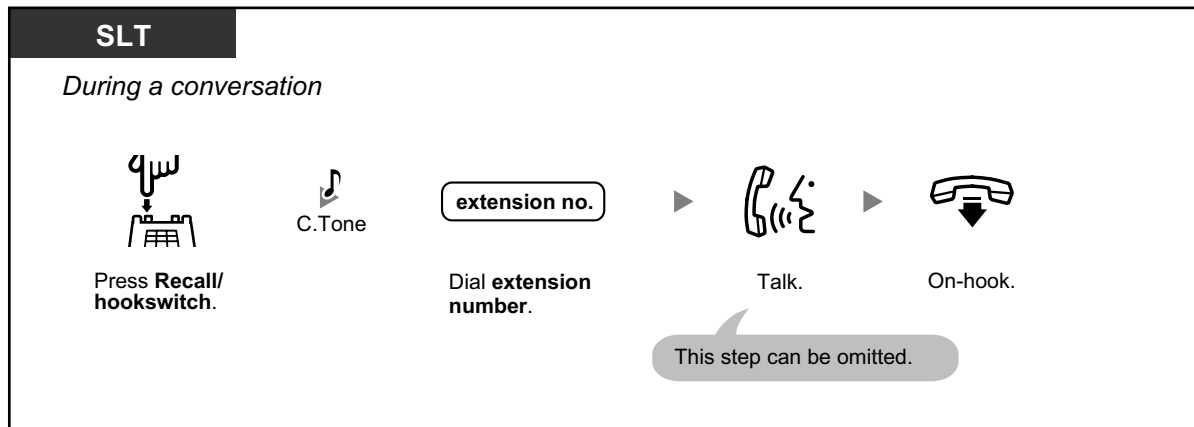 SLT
During a conversation
C.Tone
extension no.
Press Recall/
hookswitch.
Dial extension
number.
Talk.
On-hook.
This step can be omitted.